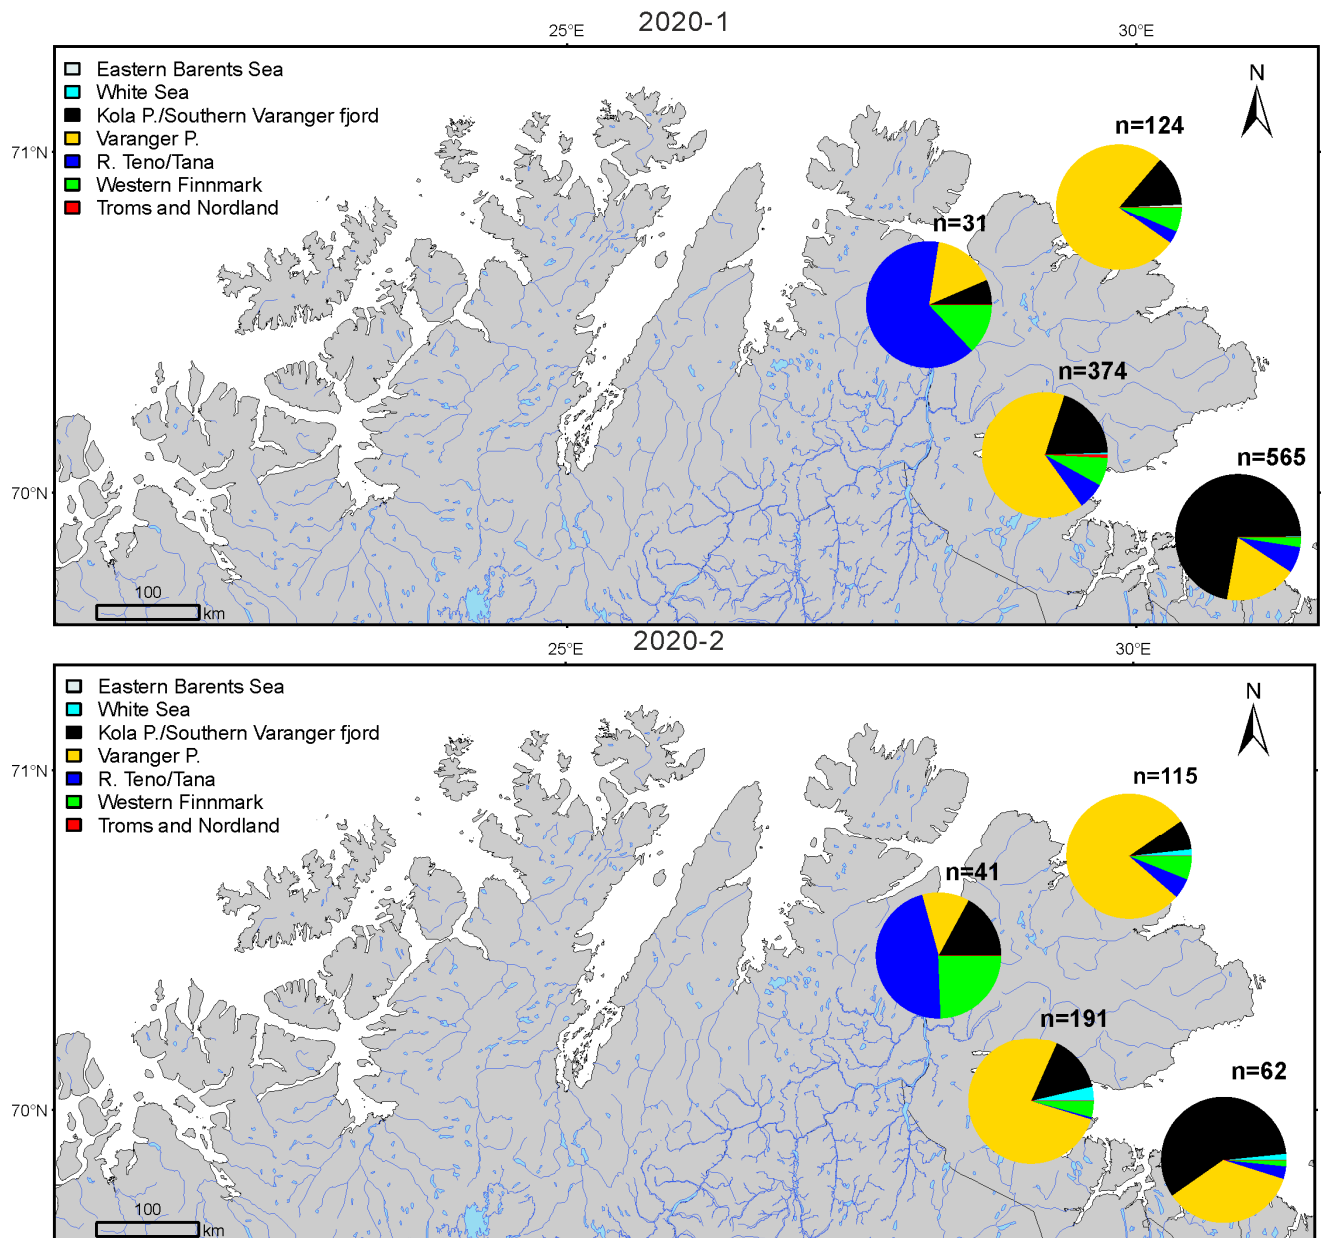 2020-1
25°E
30°E
Eastern Barents Sea
White Sea
Kola P./Southern Varanger fjord
Varanger P.
R. Teno/Tana
Western Finnmark
Troms and Nordland
N
n=124
71°N
n=31
n=374
n=565
70°N
100
km
2020-2
25°E
30°E
Eastern Barents Sea
White Sea
Kola P./Southern Varanger fjord
Varanger P.
R. Teno/Tana
Western Finnmark
Troms and Nordland
N
71°N
n=115
n=41
n=191
n=62
70°N
100
km